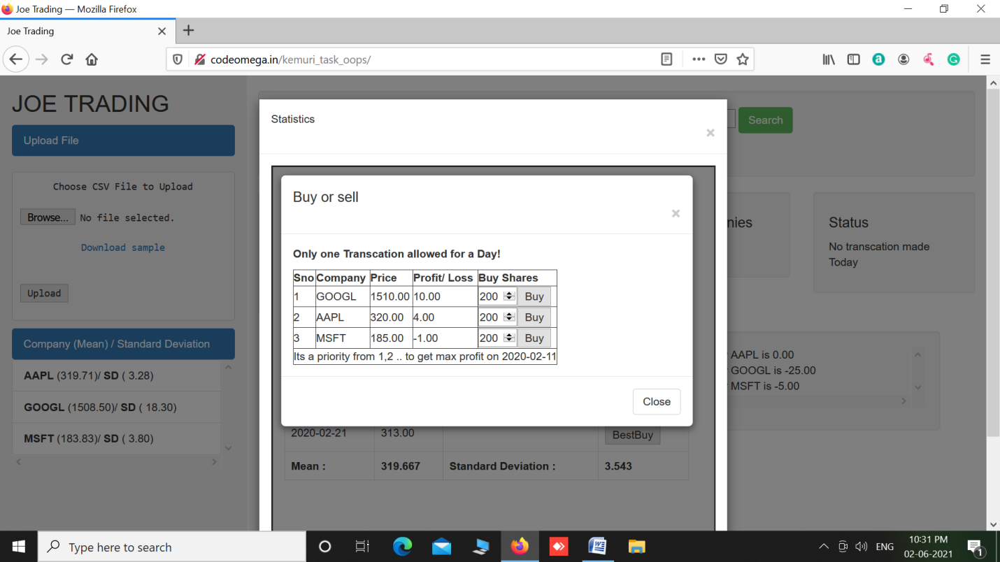 Joe Trading — Mozilla Firefox
Joe Trading
codeomega.in/kemuri_task_oops/
JOE TRADING
Upload File
Choose CSV File to Upload
Browse... No file selected.
Download sample
Upload
Company (Mean) / Standard Deviation
AAPL (319.71)/ SD ( 3.28)
GOOGL (1508.50)/ SD ( 18.30)
MSFT (183.83)/ SD ( 3.80)
Statistics
×
Search
Buy or sell
×
Only one Transcation allowed for a Day!
Sno Company Price Profit/ Loss Buy Shares
1 GOOGL 1510.00 10.00 200 Buy
2 AAPL 320.00 4.00 200 Buy
3 MSFT 185.00 -1.00 200 Buy
Its a priority from 1,2 .. to get max profit on 2020-02-11
Close
2020-02-21 313.00 BestBuy
Mean : 319.667 Standard Deviation : 3.543
nies
Status
No transcation made
Today
AAPL is 0.00
GOOGL is -25.00
MSFT is -5.00
Type here to search
ENG
10:31 PM
02-06-2021
1